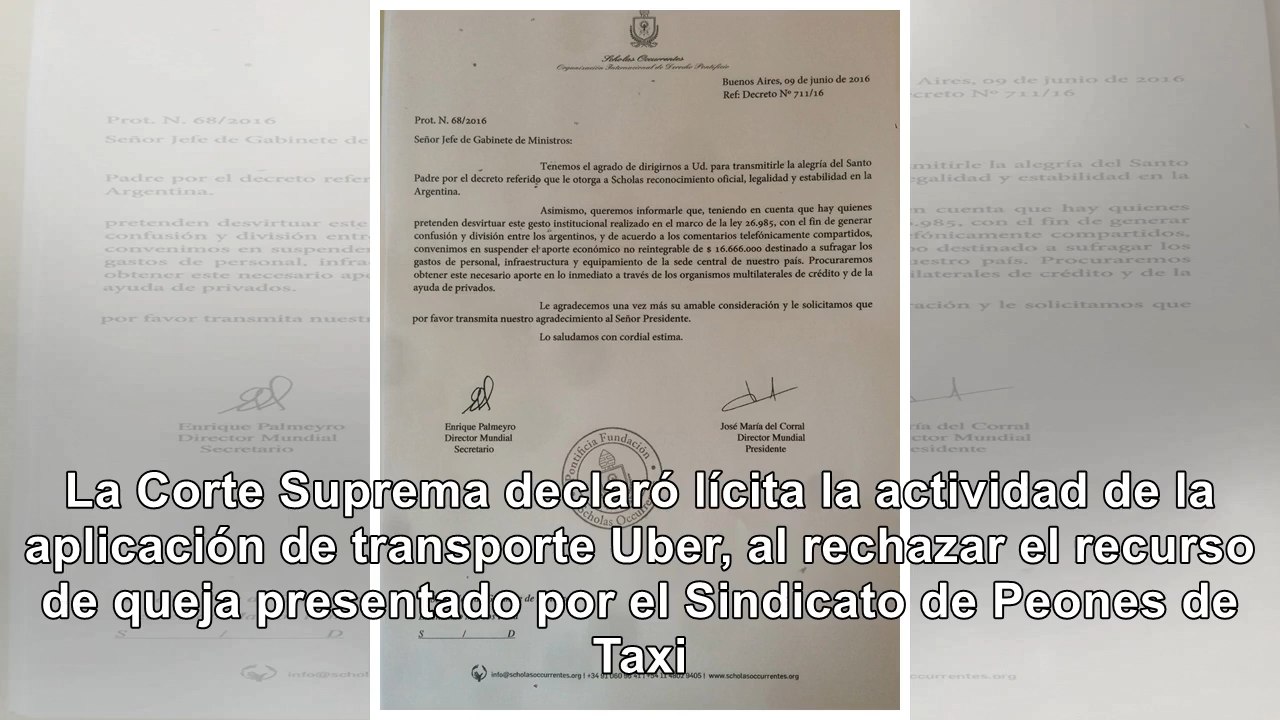 Scholas Occurrentes
Organización Internacional de Derecho Pontificio
Buenos Aires, 09 de junio de 2016
Ref: Decreto Nº 711/16
Prot. N. 68/2016
Señor Jefe de Gabinete de Ministros:
Tenemos el agrado de dirigirnos a Ud. para transmitirle la alegría del Santo
Padre por el decreto referido que le otorga a Scholas reconocimiento oficial, legalidad y estabilidad en la
Argentina.
Asimismo, queremos informarle que, teniendo en cuenta que hay quienes
pretenden desvirtuar este gesto institucional realizado en el marco de la ley 26.985, con el fin de generar
confusión y división entre los argentinos, y de acuerdo a los comentarios telefónicamente compartidos,
convenimos en suspender el aporte económico no reintegrable de $ 16.666.000 destinado a sufragar los
gastos de personal, infraestructura y equipamiento de la sede central de nuestro país. Procuraremos
obtener este necesario aporte en lo inmediato a través de los organismos multilaterales de crédito y de la
ayuda de privados.
Le agradecemos una vez más su amable consideración y le solicitamos que
por favor transmita nuestro agradecimiento al Señor Presidente.
Lo saludamos con cordial estima.
Enrique Palmeyro
Director Mundial
Secretario
José María del Corral
Director Mundial
Presidente
Pontificia Fundación
Scholas Occurre
La Corte Suprema declaró lícita la actividad de la
aplicación de transporte Uber, al rechazar el recurso
de queja presentado por el Sindicato de Peones de
Taxi
S / D
info@scholasoccurrentes.org | www.scholasoccurrentes.org